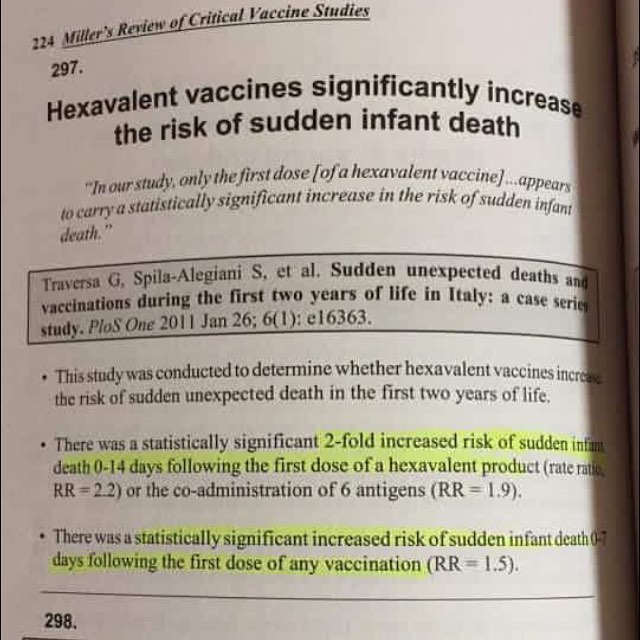 224 Miller's Review of Critical Vaccine Studies
297.
Hexavalent vaccines significantly increase
the risk of sudden infant death
"In our study, only the first dose [of a hexavalent vaccine]...appears
to carry a statistically significant increase in the risk of sudden infant
death."
Traversa G, Spila-Alegiani S, et al. Sudden unexpected deaths and
vaccinations during the first two years of life in Italy: a case series
study. PloS One 2011 Jan 26; 6(1): e16363.
• This study was conducted to determine whether hexavalent vaccines increase
the risk of sudden unexpected death in the first two years of life.
• There was a statistically significant 2-fold increased risk of sudden infant
death 0-14 days following the first dose of a hexavalent product (rate ratio,
RR = 2.2) or the co-administration of 6 antigens (RR = 1.9).
• There was a statistically significant increased risk of sudden infant death 0-7
days following the first dose of any vaccination (RR = 1.5).
298.